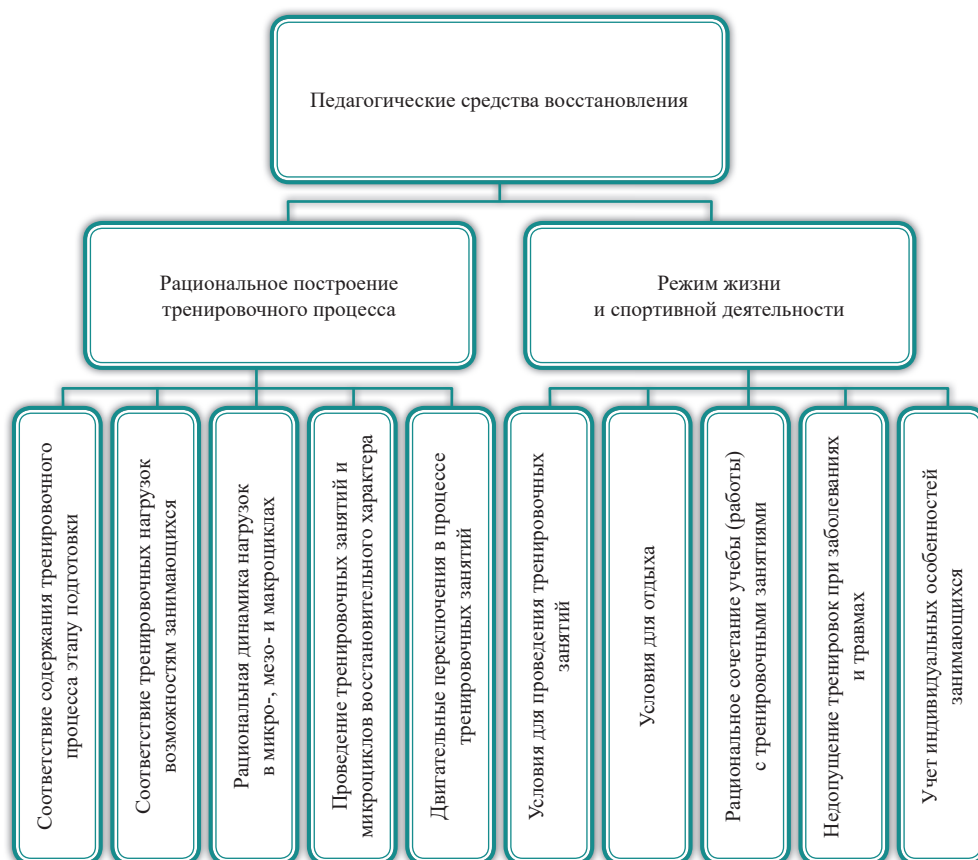 Педагогические средства восстановления
Рациональное построение
тренировочного процесса
Режим жизни
и спортивной деятельности
Соответствие содержания тренировочного
процесса этапу подготовки
Соответствие тренировочных нагрузок
возможностям занимающихся
Рациональная динамика нагрузок
в микро-, мезо- и макроциклах
Проведение тренировочных занятий и
микроциклов восстановительного характера
Двигательные переключения в процессе
тренировочных занятий
Условия для проведения тренировочных
занятий
Условия для отдыха
Рациональное сочетание учебы (работы)
с тренировочными занятиями
Недопущение тренировок при заболеваниях
и травмах
Учет индивидуальных особенностей
занимающихся